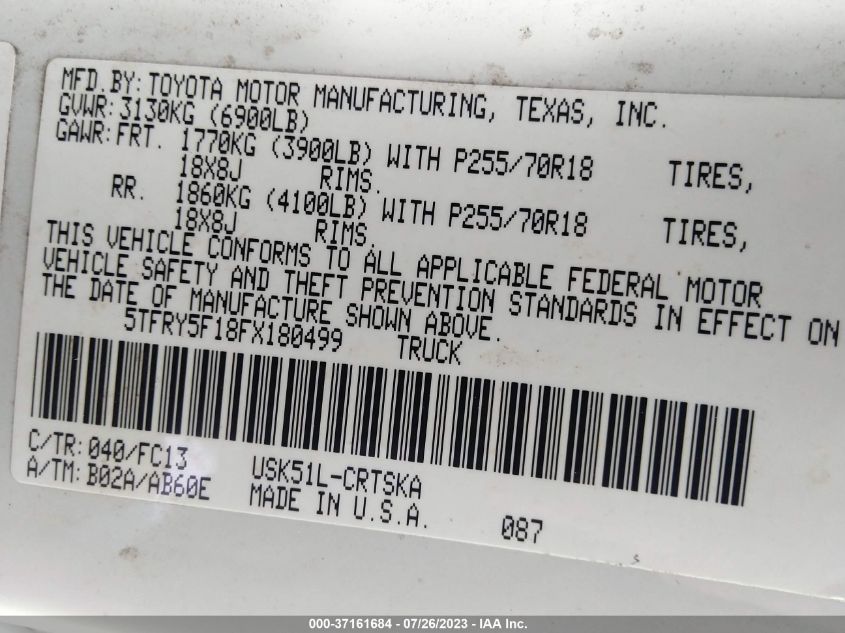 MFD. BY: TOYOTA MOTOR MANUFACTURING, TEXAS, INC.
GVWR: 3130KG (6900LB)
GAWR: FRT. 1770KG (3900LB) WITH P255/70R18 TIRES,
18X8J RIMS.
RR. 1860KG (4100LB) WITH P255/70R18 TIRES,
18X8J RIMS.
THIS VEHICLE CONFORMS TO ALL APPLICABLE FEDERAL MOTOR
VEHICLE SAFETY AND THEFT PREVENTION STANDARDS IN EFFECT ON
THE DATE OF MANUFACTURE SHOWN ABOVE.
5TFRY5F18FX180499 TRUCK
C/TR: 040/FC13
A/TM: B02A/AB60E
USK51L-CRTSKA
MADE IN U.S.A. 087
000-37161684 - 07/26/2023 - IAA Inc.